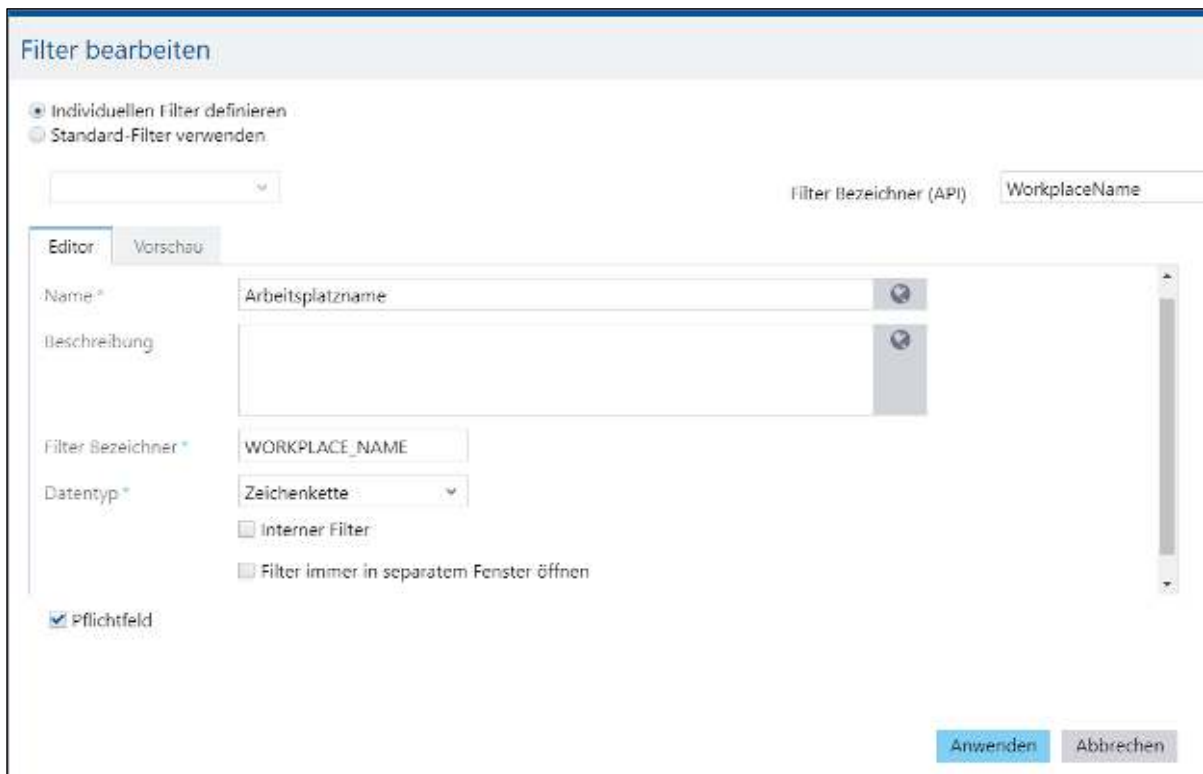 Filter bearbeiten
Individuellen Filter definieren
Standard-Filter verwenden
Filter Bezeichner (API) WorkplaceName
Editor Vorschau
Name* Arbeitsplatzname
Beschreibung
Filter Bezeichner* WORKPLACE_NAME
Datentyp* Zeichenkette
Interner Filter
Filter immer in separatem Fenster öffnen
Pflichtfeld
Anwenden Abbrechen